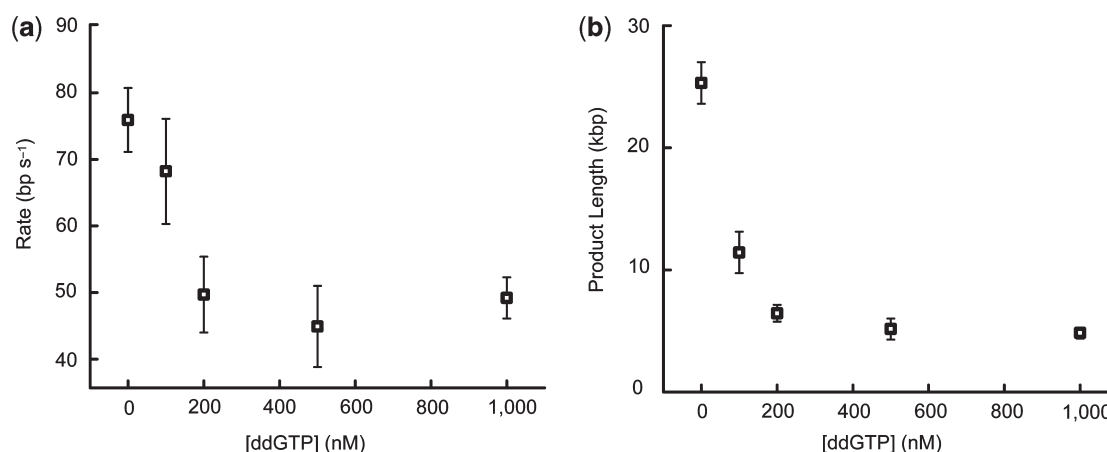 (a)
90
80
70
60
50
40
Rate (bp s⁻¹)
0 200 400 600 800 1,000
[ddGTP] (nM)
(b)
30
20
10
0
Product Length (kbp)
0 200 400 600 800 1,000
[ddGTP] (nM)